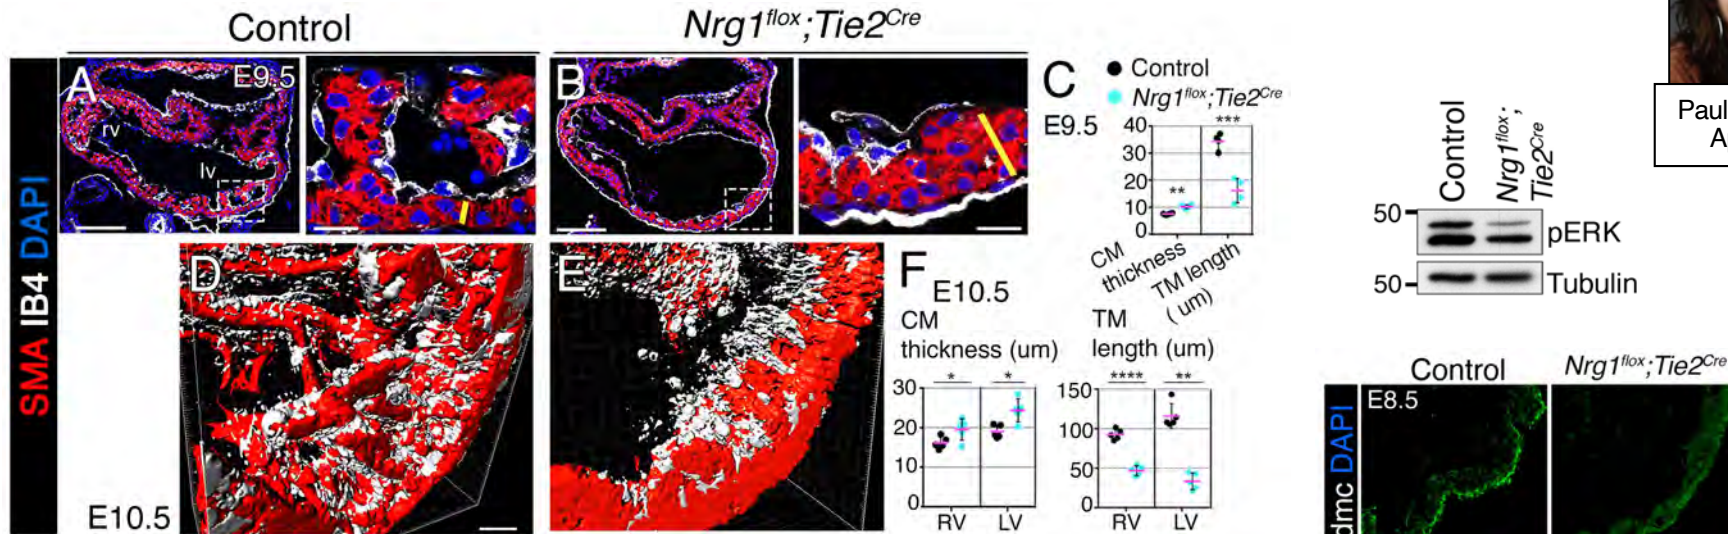 Control
Nrg1flox;Tie2Cre
SMA IB4 DAPI
A
E9.5
rv
lv
B
C
Control
Nrg1flox;Tie2Cre
E9.5
40
30
20
10
0
***
**
CM
thickness
TM length
( um)
D
E10.5
E
F
E10.5
CM
thickness (um)
30
20
10
0
*
*
RV
LV
TM
length (um)
150
100
50
0
****
**
RV
LV
Paul
A
Control
Nrg1flox;
Tie2Cre
50
pERK
50
Tubulin
Control
Nrg1flox;Tie2Cre
E8.5
dmc DAPI